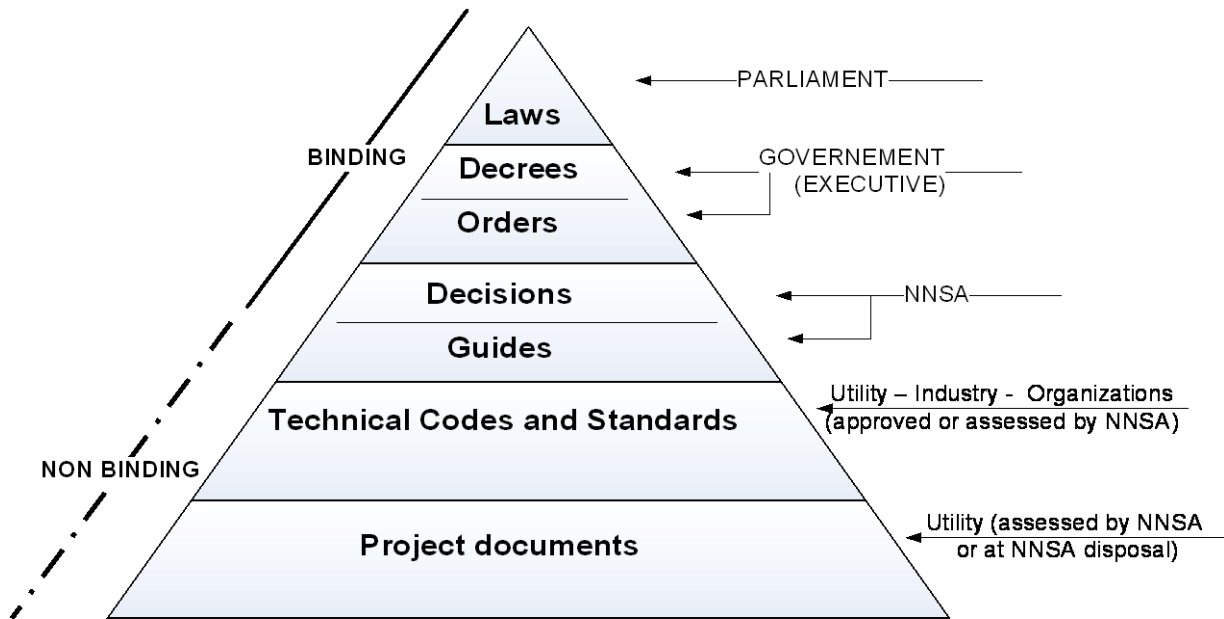 PARLIAMENT
Laws
BINDING
GOVERNEMENT
(EXECUTIVE)
Decrees
Orders
Decisions
NNSA
Guides
Utility – Industry - Organizations
(approved or assessed by NNSA)
Technical Codes and Standards
NON BINDING
Utility (assessed by NNSA
or at NNSA disposal)
Project documents